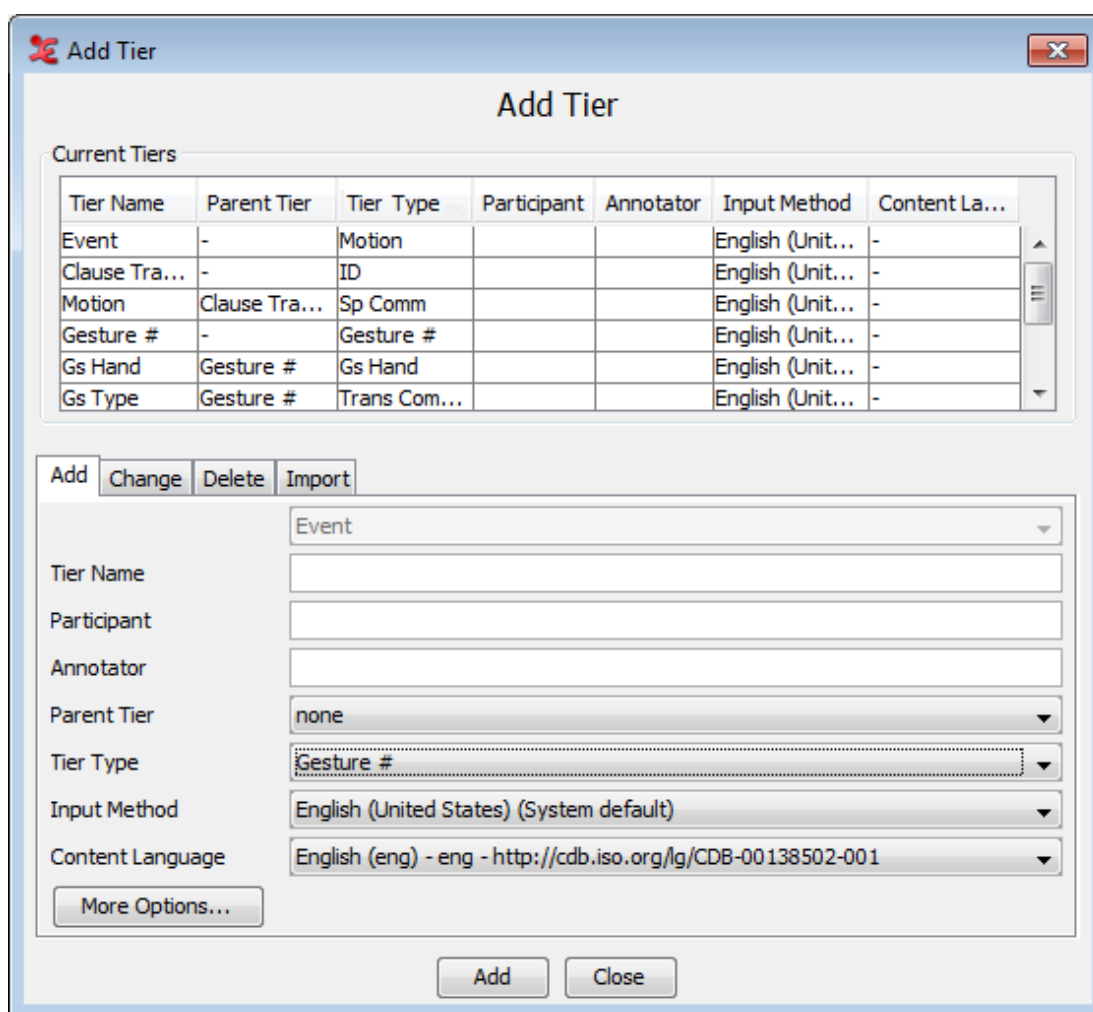 Add Tier
Add Tier
Current Tiers
Tier Name Parent Tier Tier Type Participant Annotator Input Method Content La...
Event - Motion English (Unit... -
Clause Tra... - ID English (Unit... -
Motion Clause Tra... Sp Comm English (Unit... -
Gesture # - Gesture # English (Unit... -
Gs Hand Gesture # Gs Hand English (Unit... -
Gs Type Gesture # Trans Com... English (Unit... -
Add Change Delete Import
Event
Tier Name
Participant
Annotator
Parent Tier none
Tier Type Gesture #
Input Method English (United States) (System default)
Content Language English (eng) - eng - http://cdb.iso.org/lg/CDB-00138502-001
More Options...
Add Close